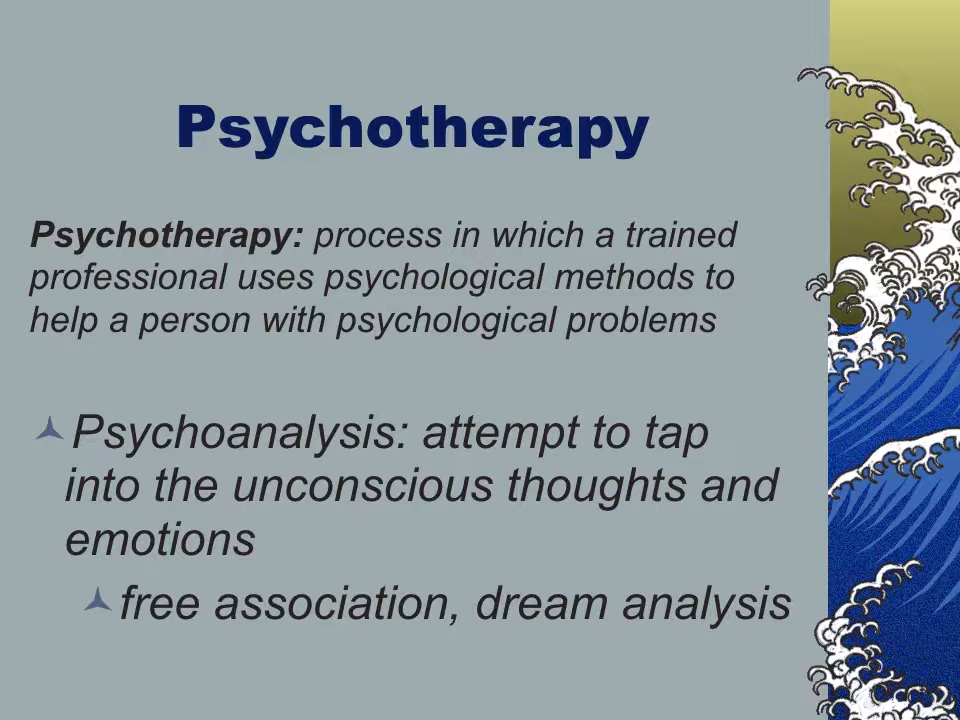 Psychotherapy
Psychotherapy: process in which a trained
professional uses psychological methods to
help a person with psychological problems
Psychoanalysis: attempt to tap
into the unconscious thoughts and
emotions
free association, dream analysis